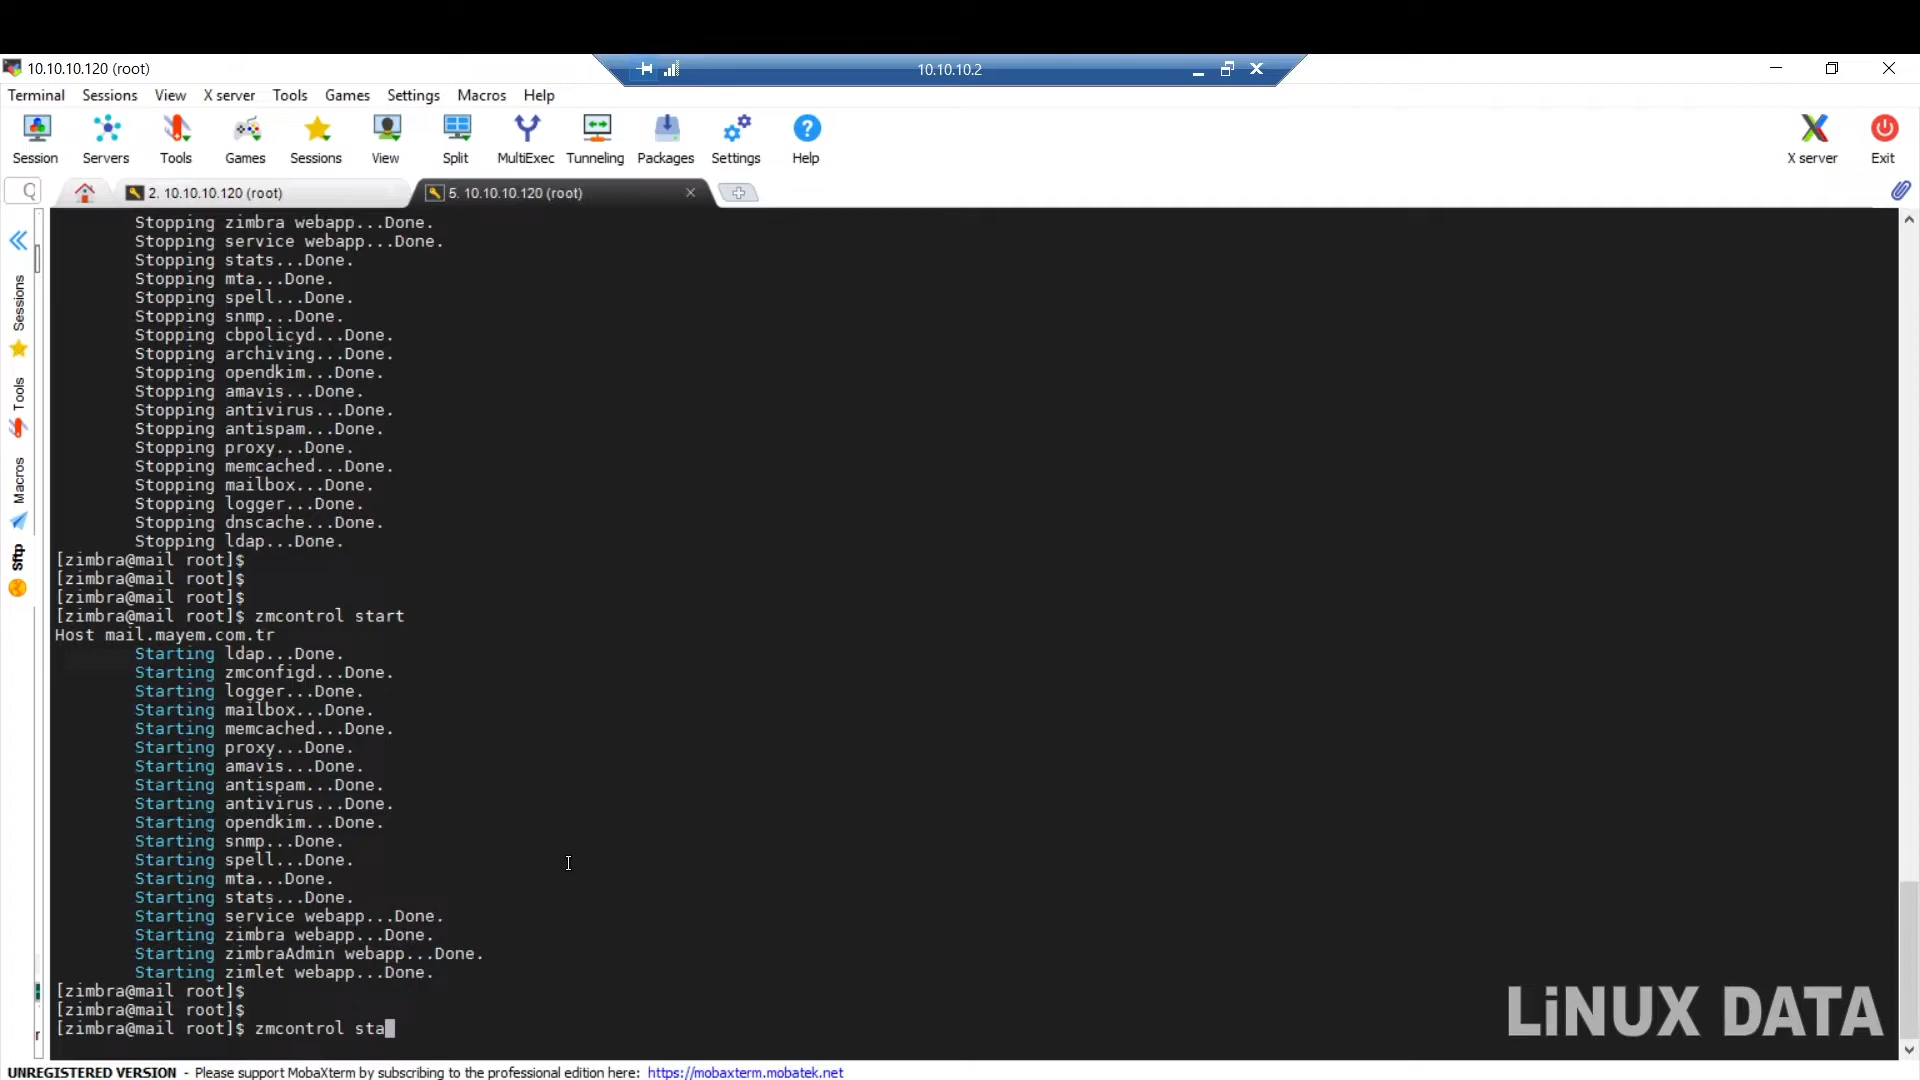 10.10.10.120 (root)
10.10.10.2
Terminal Sessions View X server Tools Games Settings Macros Help
Session Servers Tools Games Sessions View Split MultiExec Tunneling Packages Settings Help X server Exit
2. 10.10.10.120 (root) 5. 10.10.10.120 (root)
Sessions
Tools
Macros
Sftp
Stopping zimbra webapp...Done.
Stopping service webapp...Done.
Stopping stats...Done.
Stopping mta...Done.
Stopping spell...Done.
Stopping snmp...Done.
Stopping cbpolicyd...Done.
Stopping archiving...Done.
Stopping opendkim...Done.
Stopping amavis...Done.
Stopping antivirus...Done.
Stopping antispam...Done.
Stopping proxy...Done.
Stopping memcached...Done.
Stopping mailbox...Done.
Stopping logger...Done.
Stopping dnscache...Done.
Stopping ldap...Done.
[zimbra@mail root]$
[zimbra@mail root]$
[zimbra@mail root]$
[zimbra@mail root]$ zmcontrol start
Host mail.mayem.com.tr
Starting ldap...Done.
Starting zmconfigd...Done.
Starting logger...Done.
Starting mailbox...Done.
Starting memcached...Done.
Starting proxy...Done.
Starting amavis...Done.
Starting antispam...Done.
Starting antivirus...Done.
Starting opendkim...Done.
Starting snmp...Done.
Starting spell...Done.
Starting mta...Done.
Starting stats...Done.
Starting service webapp...Done.
Starting zimbra webapp...Done.
Starting zimbraAdmin webapp...Done.
Starting zimlet webapp...Done.
[zimbra@mail root]$
[zimbra@mail root]$
[zimbra@mail root]$ zmcontrol sta
LiNUX DATA
UNREGISTERED VERSION - Please support MobaXterm by subscribing to the professional edition here: https://mobaxterm.mobatek.net